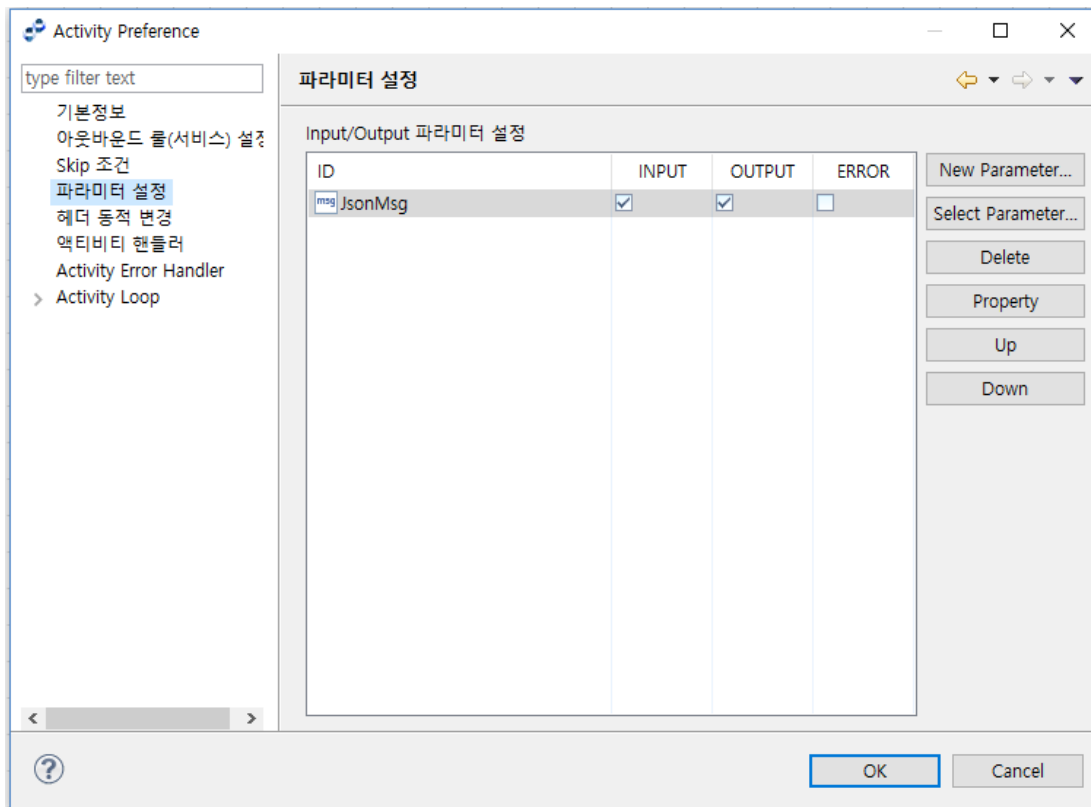 Activity Preference
type filter text
기본정보
아웃바운드 룰(서비스) 설정
Skip 조건
파라미터 설정
헤더 동적 변경
액티비티 핸들러
Activity Error Handler
Activity Loop
파라미터 설정
Input/Output 파라미터 설정
ID INPUT OUTPUT ERROR
msg JsonMsg
New Parameter...
Select Parameter...
Delete
Property
Up
Down
OK Cancel